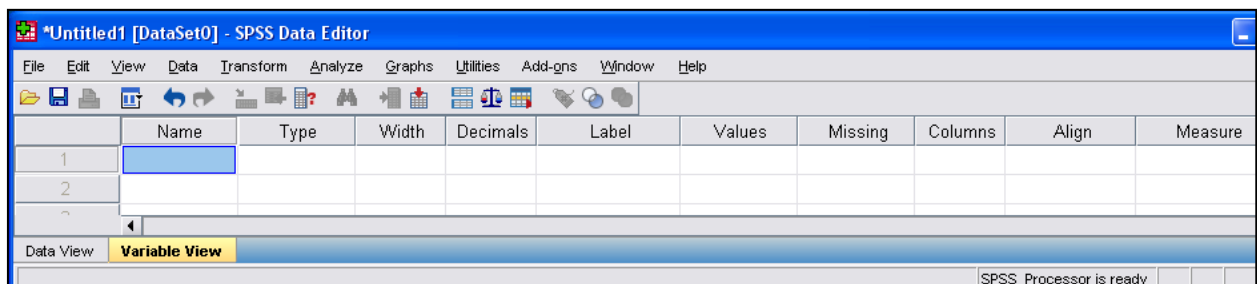 *Untitled1 [DataSet0] - SPSS Data Editor
File Edit View Data Transform Analyze Graphs Utilities Add-ons Window Help
Name Type Width Decimals Label Values Missing Columns Align Measure
1
2
Data View Variable View
SPSS Processor is ready